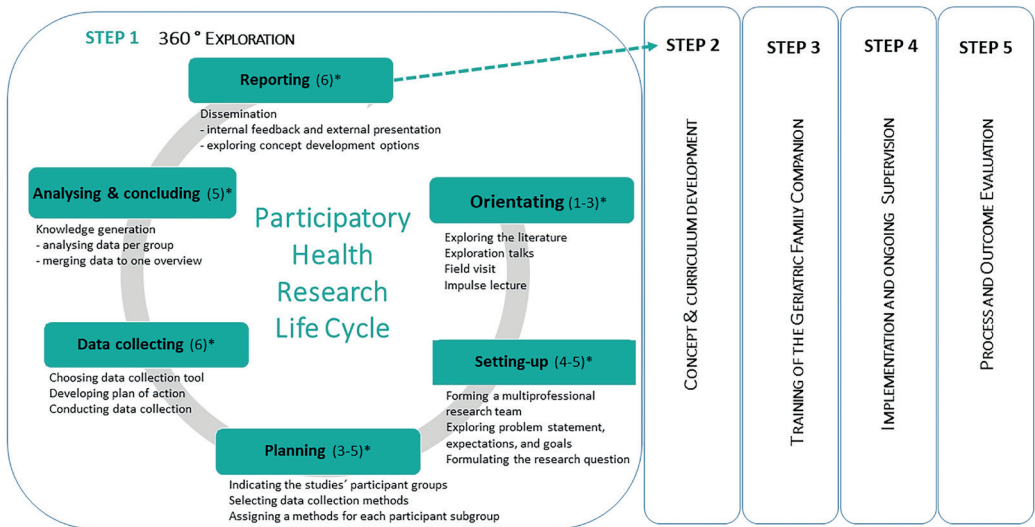 STEP 1 360° EXPLORATION
Reporting (6)*
Dissemination
- internal feedback and external presentation
- exploring concept development options
Analysing & concluding (5)*
Knowledge generation
- analysing data per group
- merging data to one overview
Participatory
Health
Research
Life Cycle
Orientating (1-3)*
Exploring the literature
Exploration talks
Field visit
Impulse lecture
Data collecting (6)*
Choosing data collection tool
Developing plan of action
Conducting data collection
Setting-up (4-5)*
Forming a multiprofessional
research team
Exploring problem statement,
expectations, and goals
Formulating the research question
Planning (3-5)*
Indicating the studies´ participant groups
Selecting data collection methods
Assigning a methods for each participant subgroup
STEP 2
CONCEPT & CURRICULUM DEVELOPMENT
STEP 3
TRAINING OF THE GERIATRIC FAMILY COMPANION
STEP 4
IMPLEMENTATION AND ONGOING SUPERVISION
STEP 5
PROCESS AND OUTCOME EVALUATION